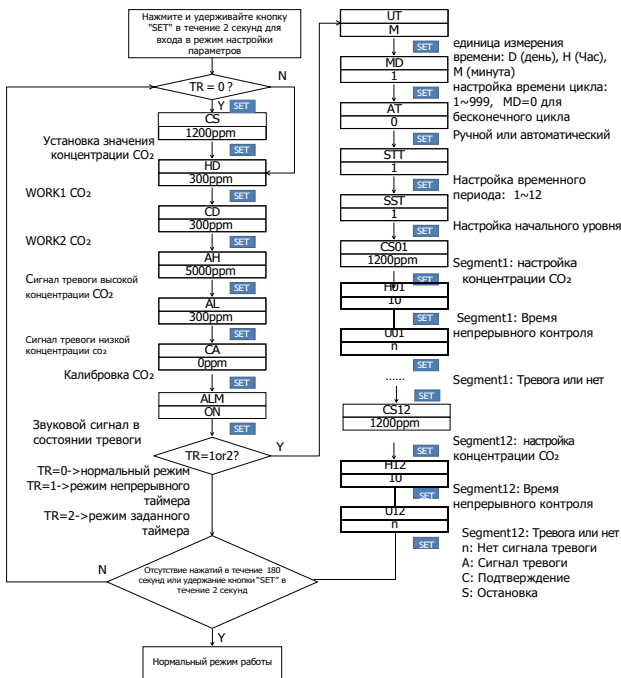 Нажмите и удерживайте кнопку
"SET" в течение 2 секунд для
входа в режим настройки
параметров
TR = 0 ?
N
Y
SET
CS
1200ppm
Установка значения
концентрации CO₂
SET
HD
300ppm
WORK1 CO₂
SET
CD
300ppm
WORK2 CO₂
SET
AH
5000ppm
Сигнал тревоги высокой
концентрации CO₂
SET
AL
300ppm
Сигнал тревоги низкой
концентрации co₂
SET
CA
0ppm
Калибровка CO₂
SET
ALM
ON
Звуковой сигнал в
состоянии тревоги
SET
TR=1or2?
Y
TR=0->нормальный режим
TR=1->режим непрерывного
таймера
TR=2->режим заданного
таймера
N
Отсутствие нажатий в течение 180
секунд или удержание кнопки "SET" в
течение 2 секунд
Y
Нормальный режим работы
UT
M
SET
единица измерения
времени: D (день), H (Час),
M (минута)
MD
1
SET
настройка времени цикла:
1~999, MD=0 для
бесконечного цикла
AT
0
SET
Ручной или автоматический
STT
1
SET
Настройка временного
периода: 1~12
SST
1
SET
Настройка начального уровня
CS01
1200ppm
SET
Segment1: настройка
концентрации CO₂
H01
10
SET
Segment1: Время
непрерывного контроля
U01
n
SET
Segment1: Тревога или нет
......
SET
CS12
1200ppm
SET
Segment12: настройка
концентрации CO₂
H12
10
SET
Segment12: Время
непрерывного контроля
U12
n
SET
Segment12: Тревога или нет
n: Нет сигнала тревоги
A: Сигнал тревоги
C: Подтверждение
S: Остановка